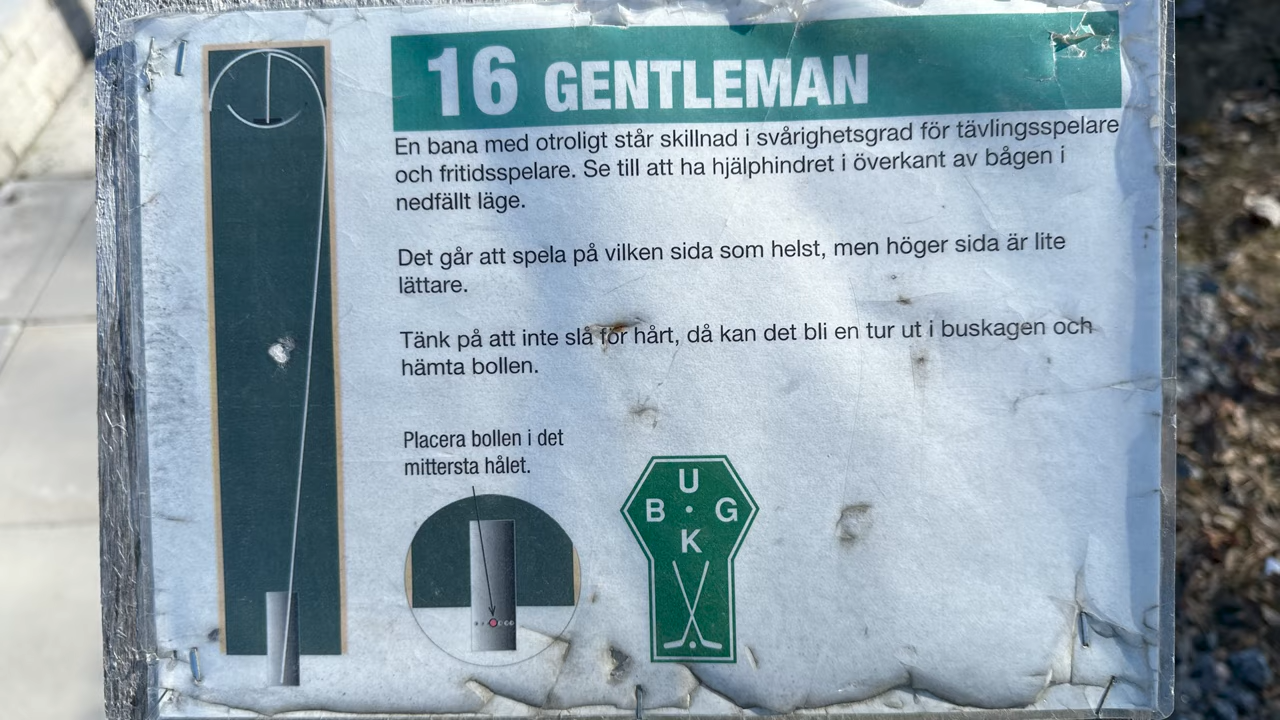 16 GENTLEMAN
En bana med otroligt står skillnad i svårighetsgrad för tävlingsspelare
och fritidsspelare. Se till att ha hjälphindret i överkant av bågen i
nedfällt läge.
Det går att spela på vilken sida som helst, men höger sida är lite
lättare.
Tänk på att inte slå för hårt, då kan det bli en tur ut i buskagen och
hämta bollen.
Placera bollen i det
mittersta hålet.
U
B · G
K